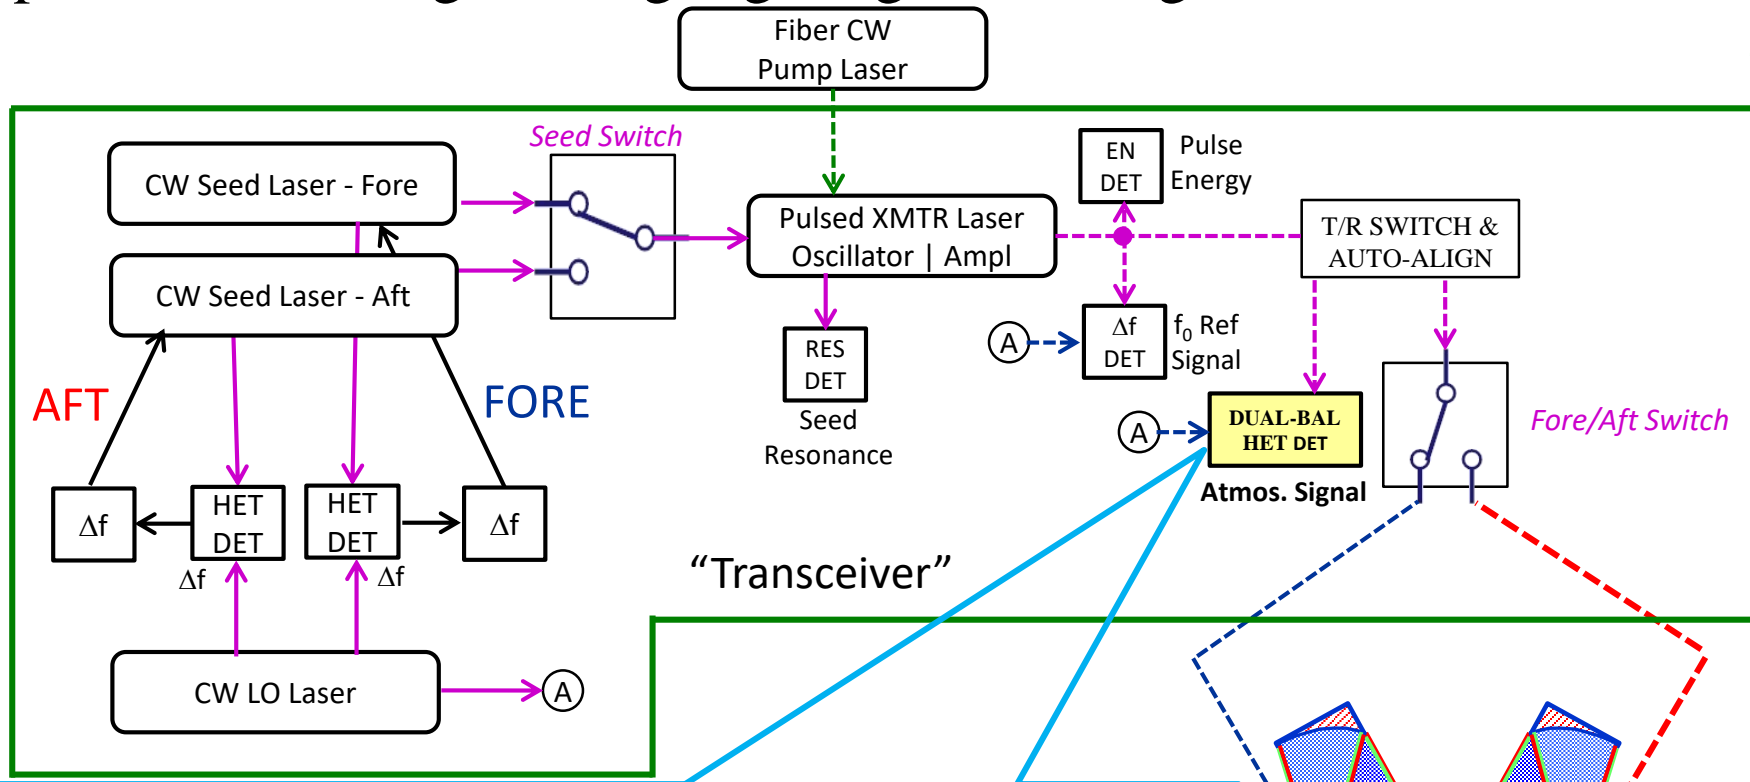 Fiber CW
Pump Laser
Seed Switch
CW Seed Laser - Fore
CW Seed Laser - Aft
Pulsed XMTR Laser
Oscillator | Ampl
EN
DET
Pulse
Energy
T/R SWITCH &
AUTO-ALIGN
A
Δf
DET
f₀ Ref
Signal
RES
DET
Seed
Resonance
AFT
FORE
A
DUAL-BAL
HET DET
Atmos. Signal
Fore/Aft Switch
Δf
HET
DET
HET
DET
Δf
Δf
Δf
"Transceiver"
CW LO Laser
A